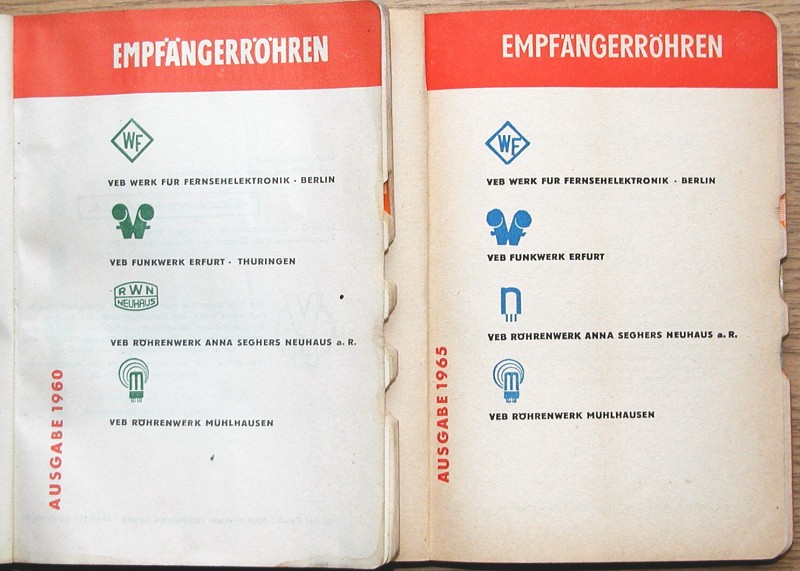 EMPFÄNGERRÖHREN
WF
VEB WERK FÜR FERNSEHELEKTRONIK · BERLIN
VEB FUNKWERK ERFURT · THÜRINGEN
RWN
NEUHAUS
VEB RÖHRENWERK ANNA SEGHERS NEUHAUS a. R.
m
VEB RÖHRENWERK MÜHLHAUSEN
AUSGABE 1960
EMPFÄNGERRÖHREN
WF
VEB WERK FÜR FERNSEHELEKTRONIK · BERLIN
VEB FUNKWERK ERFURT
n
VEB RÖHRENWERK ANNA SEGHERS NEUHAUS a. R.
m
VEB RÖHRENWERK MÜHLHAUSEN
AUSGABE 1965